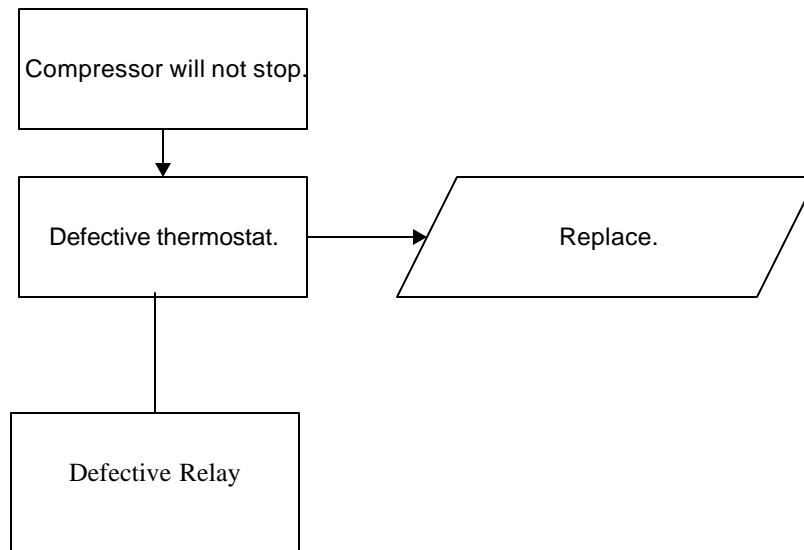 Compressor will not stop.
Defective thermostat.
Replace.
Defective Relay